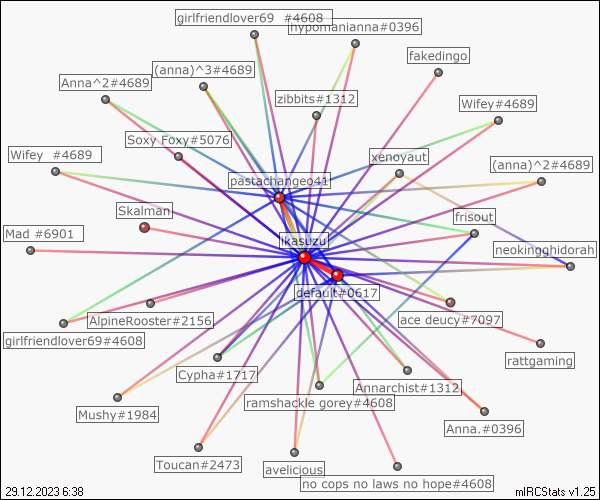 girlfriendlover69  #4608
hypomanianna#0396
fakedingo
(anna)^3#4689
Anna^2#4689
zibbits#1312
Wifey#4689
Soxy Foxy#5076
Wifey  #4689
xenoyaut
(anna)^2#4689
pastachangeo41
Skalman
frisout
Mad #6901
likasuzu
neokingghidorah
default#0617
AlpineRooster#2156
ace deucy#7097
girlfriendlover69#4608
rattgaming
Cypha#1717
Annarchist#1312
ramshackle gorey#4608
Mushy#1984
Anna.#0396
Toucan#2473
avelicious
no cops no laws no hope#4608
29.12.2023 6:38
mIRCStats v1.25